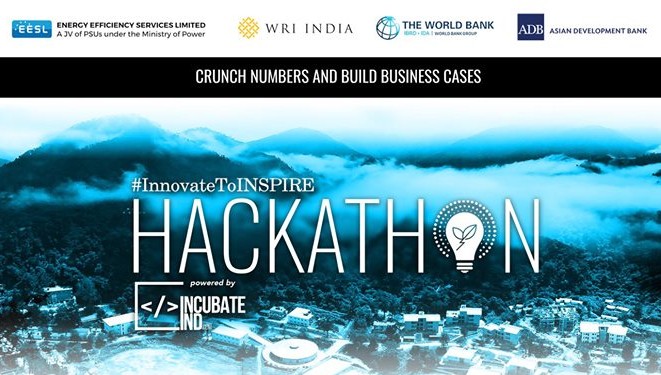 EESL
ENERGY EFFICIENCY SERVICES LIMITED
A JV of PSUs under the Ministry of Power
WRI INDIA
THE WORLD BANK
IBRD • IDA | WORLD BANK GROUP
ADB
ASIAN DEVELOPMENT BANK
CRUNCH NUMBERS AND BUILD BUSINESS CASES
#InnovateToINSPIRE
HACKATHON
powered by
</> INCUBATE
IND